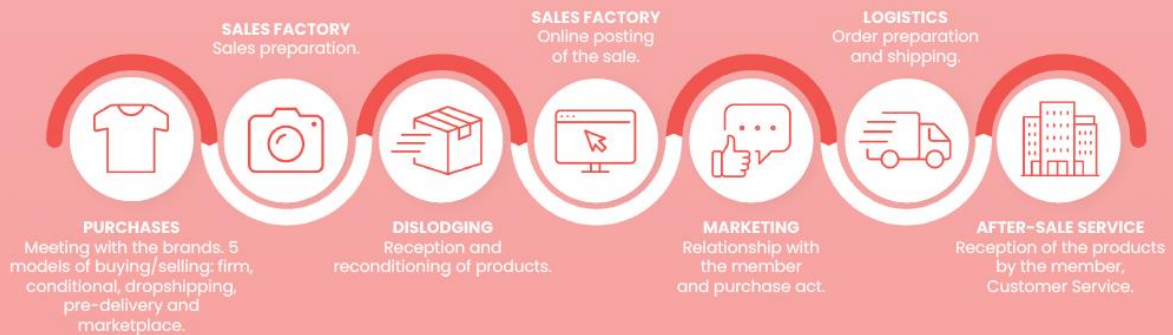 PURCHASES
Meeting with the brands. 5
models of buying/selling: firm,
conditional, dropshipping,
pre-delivery and
marketplace.
SALES FACTORY
Sales preparation.
DISLODGING
Reception and
reconditioning of products.
SALES FACTORY
Online posting
of the sale.
MARKETING
Relationship with
the member
and purchase act.
LOGISTICS
Order preparation
and shipping.
AFTER-SALE SERVICE
Reception of the products
by the member,
Customer Service.